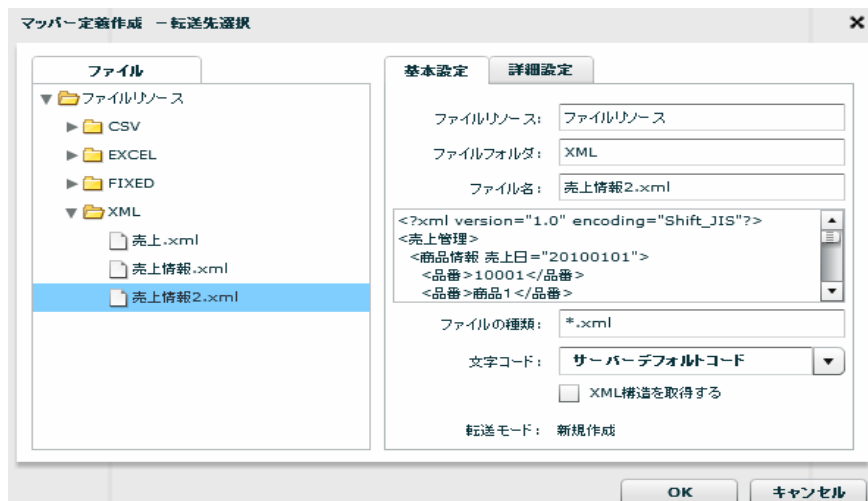 マッパー定義作成 －転送先選択
ファイル
ファイルリソース
CSV
EXCEL
FIXED
XML
売上.xml
売上情報.xml
売上情報2.xml
基本設定 詳細設定
ファイルリソース: ファイルリソース
ファイルフォルダ: XML
ファイル名: 売上情報2.xml
<?xml version="1.0" encoding="Shift_JIS"?>
<売上管理>
<商品情報 売上日="20100101">
<品番>10001</品番>
<品番>商品1</品番>
ファイルの種類: *.xml
文字コード: サーバーデフォルトコード
XML構造を取得する
転送モード: 新規作成
OK キャンセル